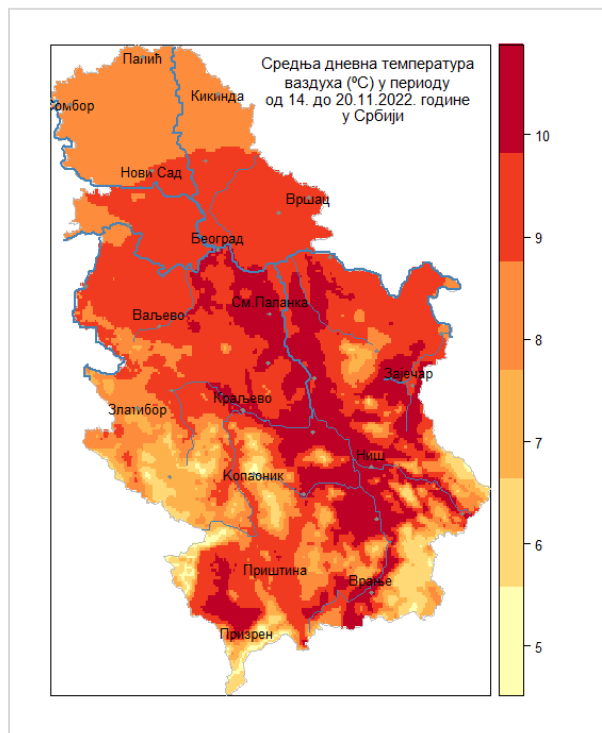 Средња дневна температура
ваздуха (ºC) у периоду
од 14. до 20.11.2022. године
у Србији
Палић
Кикинда
омбор
Нови Сад
Вршац
Београд
См.Паланка
Ваљево
Зајечар
Краљево
Златибор
Ниш
Копаоник
Приштина
Врање
Призрен
10
9
8
7
6
5